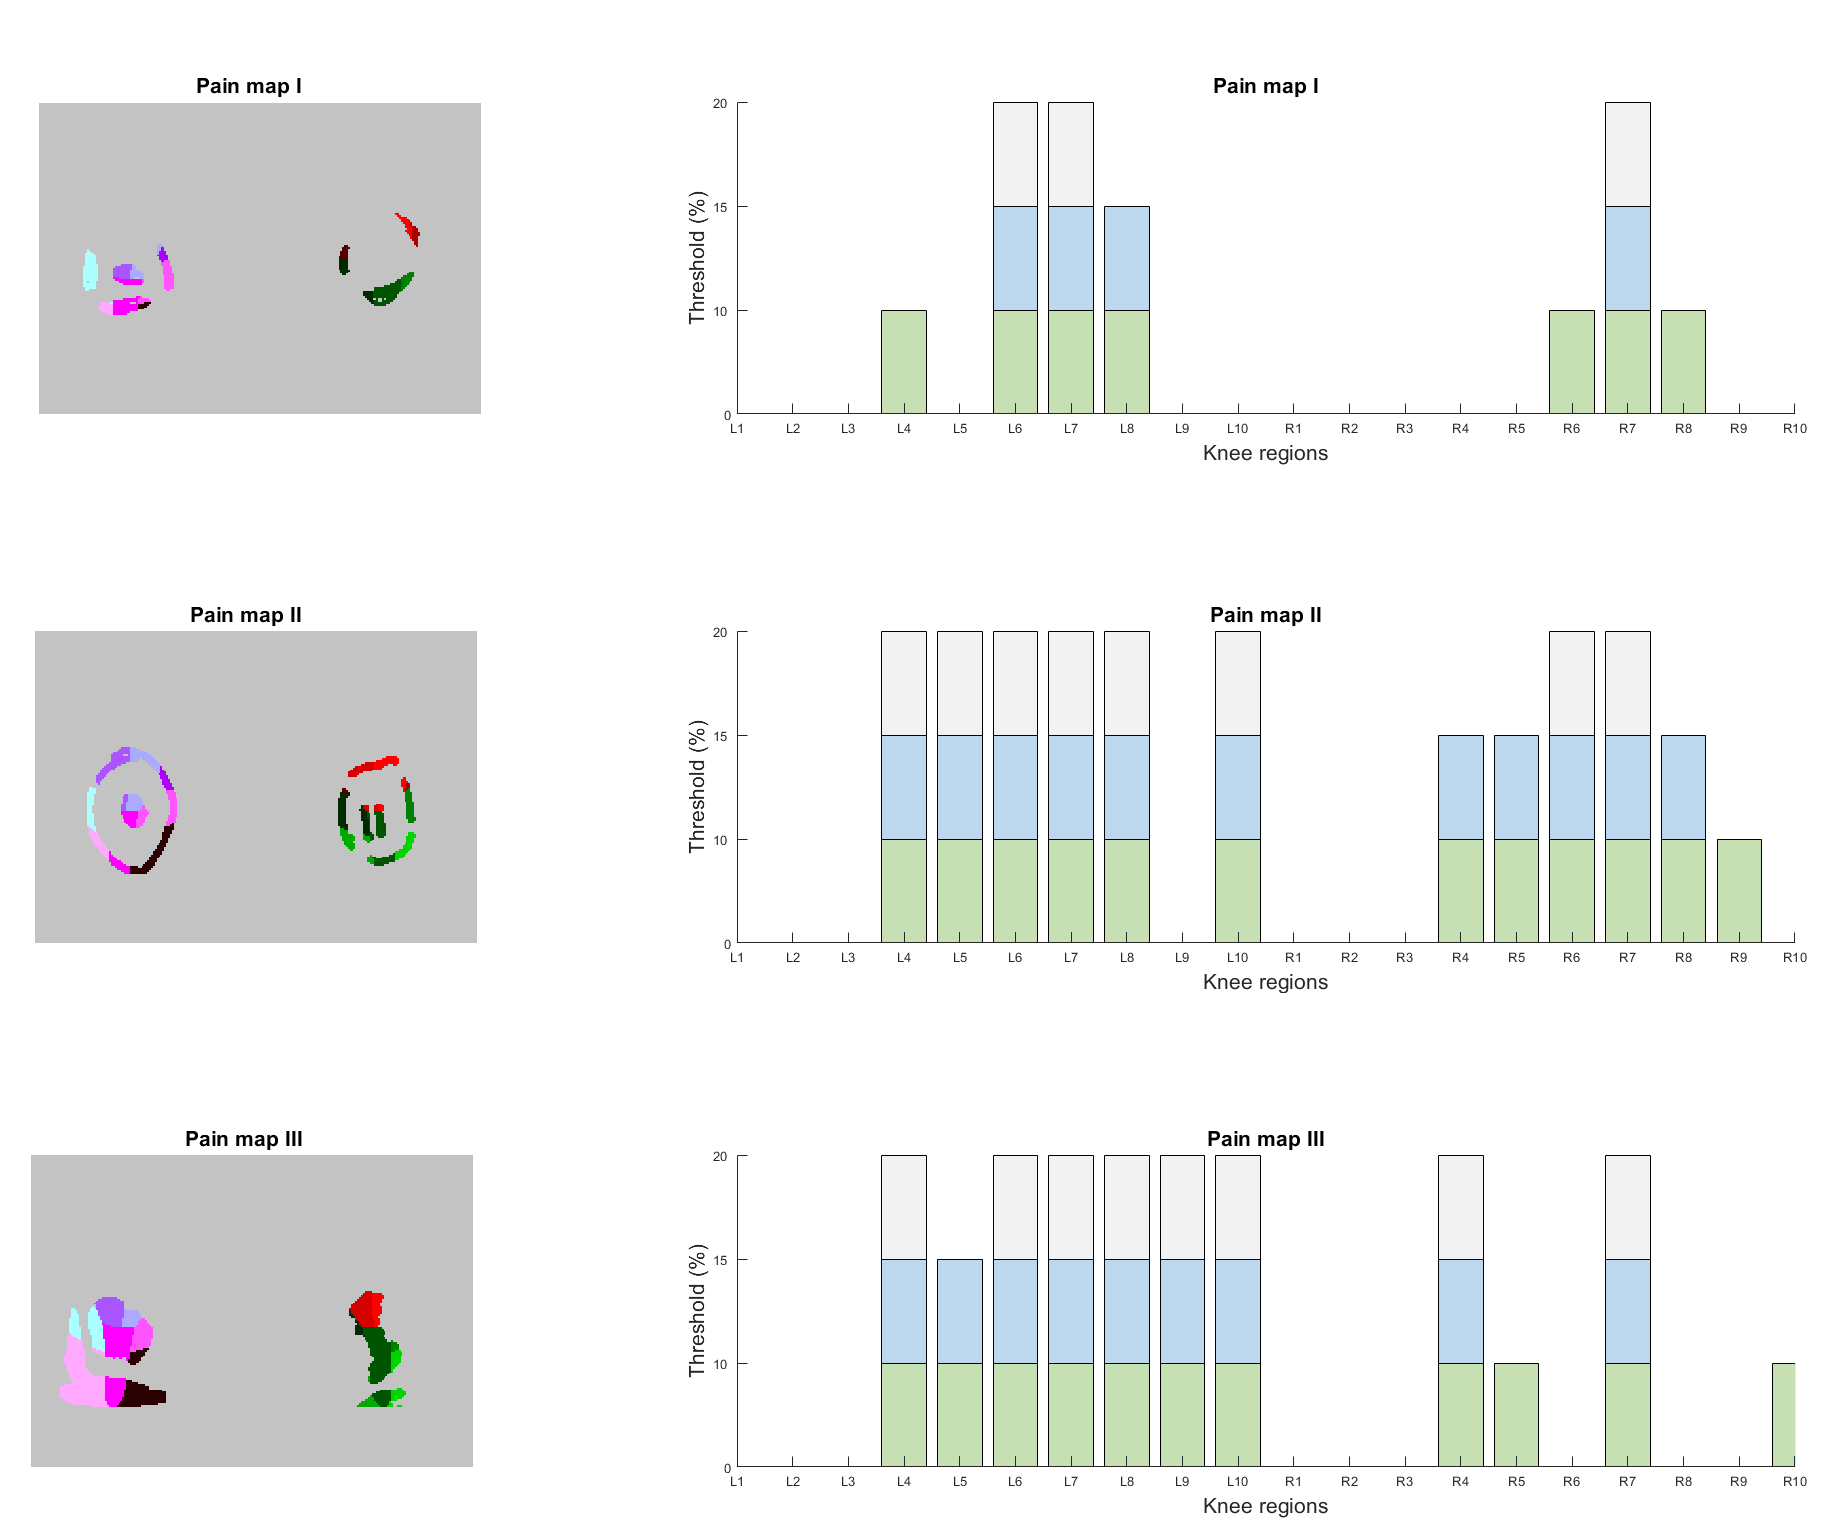 Pain map I
Pain map I
20
15
10
0
Threshold (%)
L1 L2 L3 L4 L5 L6 L7 L8 L9 L10 R1 R2 R3 R4 R5 R6 R7 R8 R9 R10
Knee regions
Pain map II
Pain map II
20
15
10
0
Threshold (%)
L1 L2 L3 L4 L5 L6 L7 L8 L9 L10 R1 R2 R3 R4 R5 R6 R7 R8 R9 R10
Knee regions
Pain map III
Pain map III
20
15
10
0
Threshold (%)
L1 L2 L3 L4 L5 L6 L7 L8 L9 L10 R1 R2 R3 R4 R5 R6 R7 R8 R9 R10
Knee regions